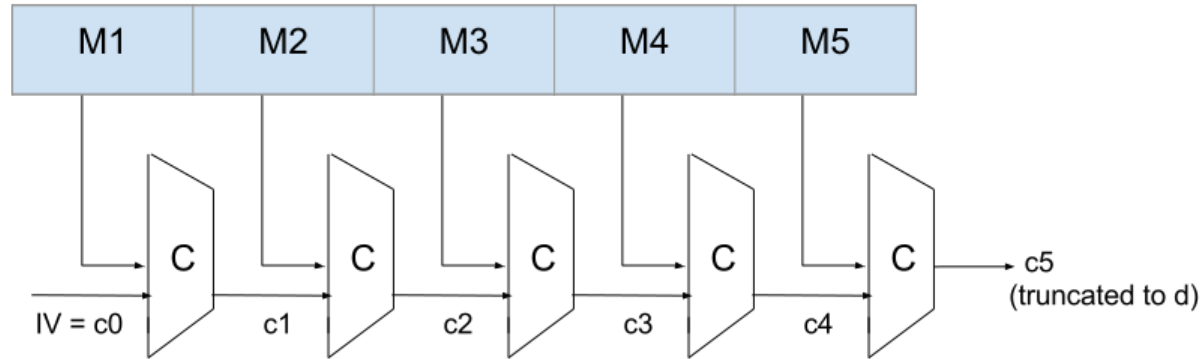 M1 M2 M3 M4 M5
C C C C C
c5
(truncated to d)
IV = c0 c1 c2 c3 c4